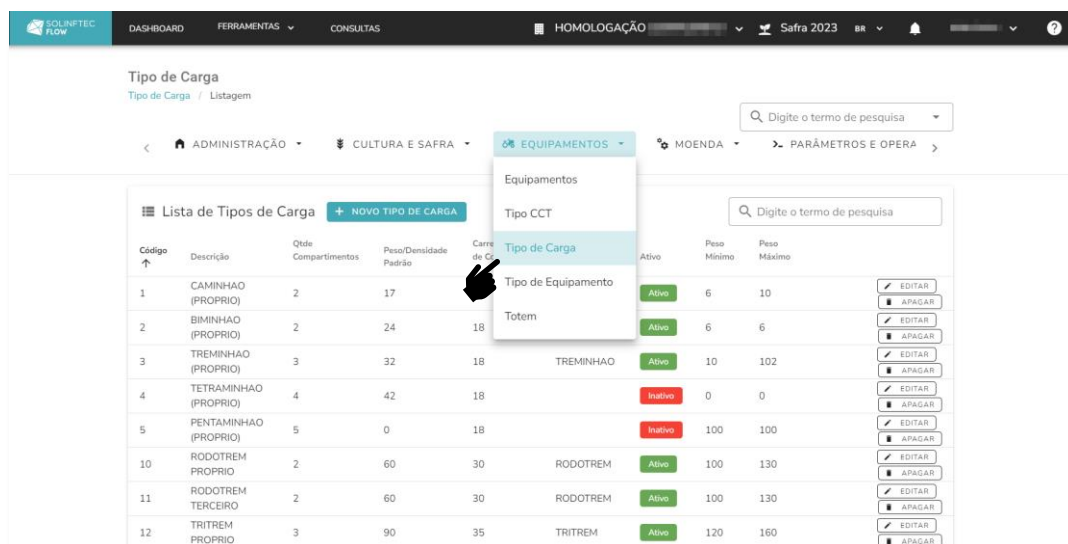 SOLINFTEC FLOW DASHBOARD FERRAMENTAS CONSULTAS HOMOLOGAÇÃO Safra 2023 BR ?
Tipo de Carga
Tipo de Carga / Listagem
Digite o termo de pesquisa
< ADMINISTRAÇÃO CULTURA E SAFRA EQUIPAMENTOS MOENDA PARÂMETROS E OPERA >
Equipamentos
Tipo CCT
Tipo de Carga
Tipo de Equipamento
Totem
Lista de Tipos de Carga + NOVO TIPO DE CARGA Digite o termo de pesquisa
Código Descrição Qtde Compartimentos Peso/Densidade Padrão Ativo Peso Mínimo Peso Máximo
1 CAMINHAO (PROPRIO) 2 17 Ativo 6 10 EDITAR APAGAR
2 BIMINHAO (PROPRIO) 2 24 18 Ativo 6 6 EDITAR APAGAR
3 TREMINHAO (PROPRIO) 3 32 18 TREMINHAO Ativo 10 102 EDITAR APAGAR
4 TETRAMINHAO (PROPRIO) 4 42 18 Inativo 0 0 EDITAR APAGAR
5 PENTAMINHAO (PROPRIO) 5 0 18 Inativo 100 100 EDITAR APAGAR
10 RODOTREM PROPRIO 2 60 30 RODOTREM Ativo 100 130 EDITAR APAGAR
11 RODOTREM TERCEIRO 2 60 30 RODOTREM Ativo 100 130 EDITAR APAGAR
12 TRITREM PROPRIO 3 90 35 TRITREM Ativo 120 160 EDITAR APAGAR